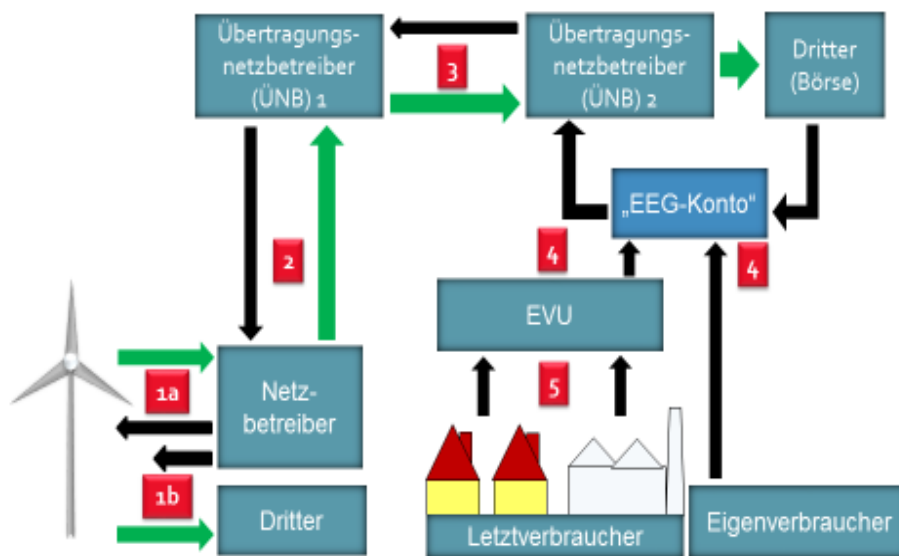 Übertragungs-
netzbetreiber
(ÜNB) 1
3
Übertragungs-
netzbetreiber
(ÜNB) 2
Dritter
(Börse)
„EEG-Konto“
2
4
4
EVU
1a
Netz-
betreiber
5
1b
Dritter
Letztverbraucher
Eigenverbraucher